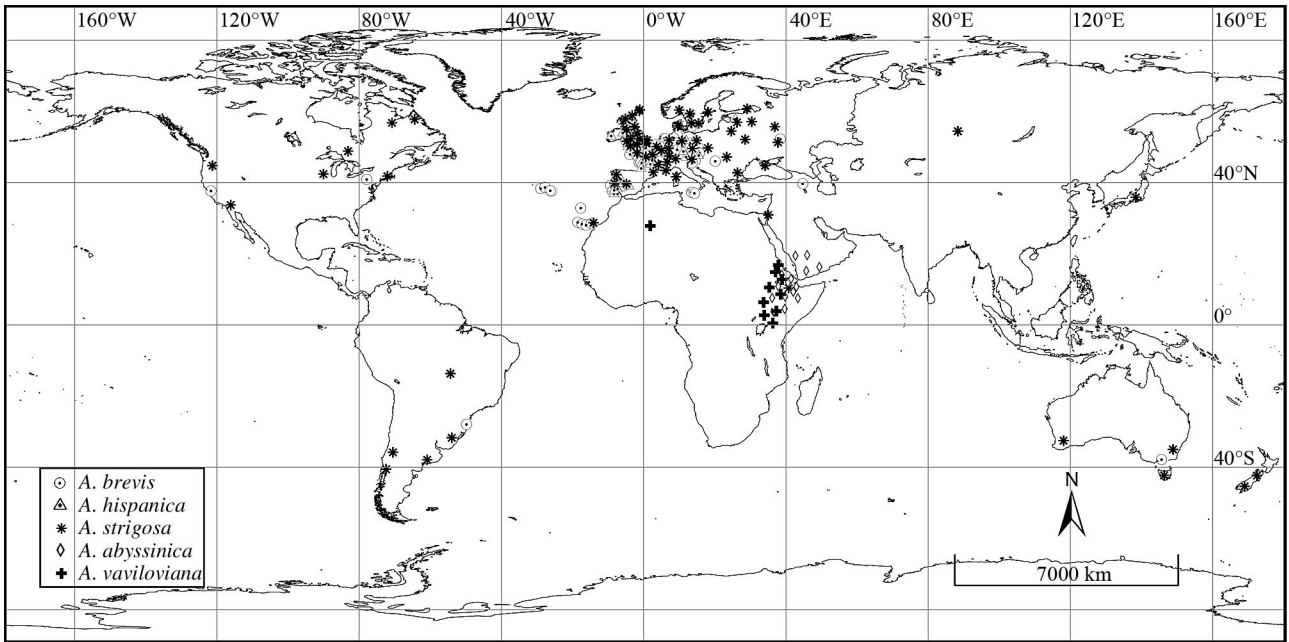 160°W 120°W 80°W 40°W 0°W 40°E 80°E 120°E 160°E
40°N
0°
40°S
N
A. brevis
A. hispanica
A. strigosa
A. abyssinica
A. vaviloviana
7000 km